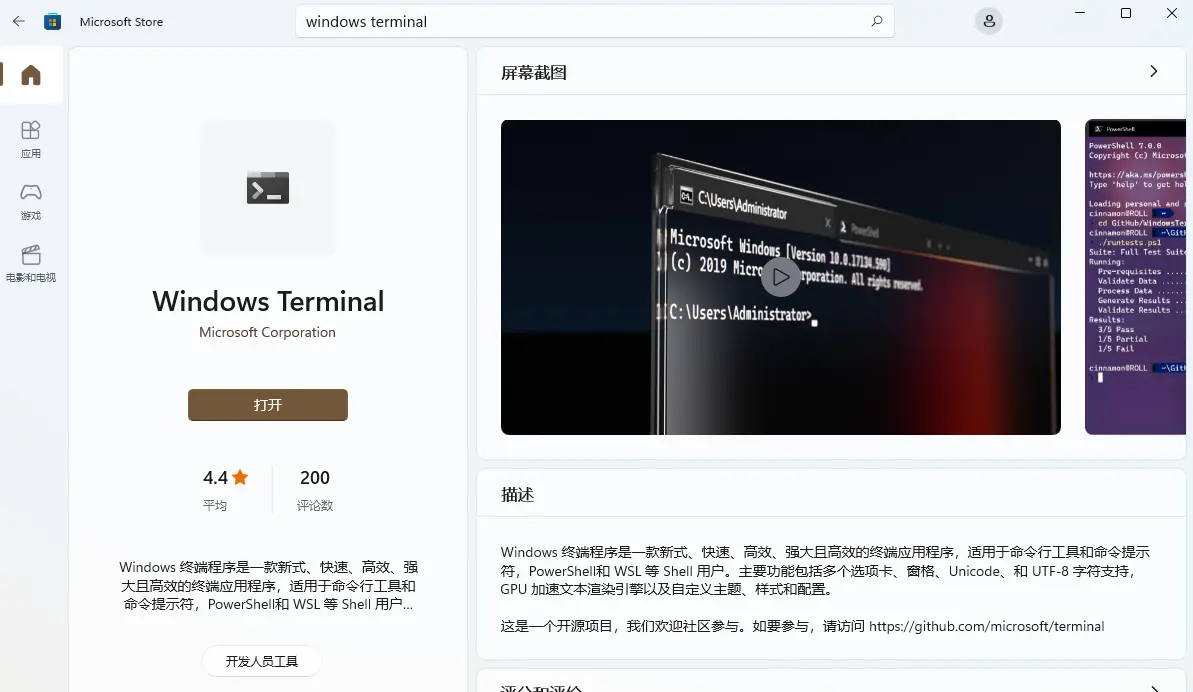 Microsoft Store
windows terminal
应用
游戏
电影和电视
Windows Terminal
Microsoft Corporation
打开
4.4
平均
200
评论数
Windows 终端程序是一款新式、快速、高效、强
大且高效的终端应用程序，适用于命令行工具和
命令提示符，PowerShell和 WSL 等 Shell 用户...
开发人员工具
屏幕截图
C:\Users\Administrator
PowerShell
Microsoft Windows [Version 10.0.17134.590]
(c) 2019 Micro rporation. All rights reserved.
C:\Users\Administrator>
PowerShell
PowerShell 7.0.0
Copyright (c) Microso
https://aka.ms/powers
Type 'help' to get hel
Loading personal and
cinnamon@ROLL ~
cd GitHub/WindowsTer
cinnamon@ROLL ~\GitH
./runtests.ps1
Suite: Full Test Suite
Running:
Pre-requisites .....
Validate Data ......
Process Data .......
Generate Results ...
Validate Results ...
Results:
3/5 Pass
1/5 Partial
1/5 Fail
cinnamon@ROLL ~\GitH
描述
Windows 终端程序是一款新式、快速、高效、强大且高效的终端应用程序，适用于命令行工具和命令提示
符，PowerShell和 WSL 等 Shell 用户。主要功能包括多个选项卡、窗格、Unicode、和 UTF-8 字符支持，
GPU 加速文本渲染引擎以及自定义主题、样式和配置。
这是一个开源项目，我们欢迎社区参与。如要参与，请访问 https://github.com/microsoft/terminal
评分和评价